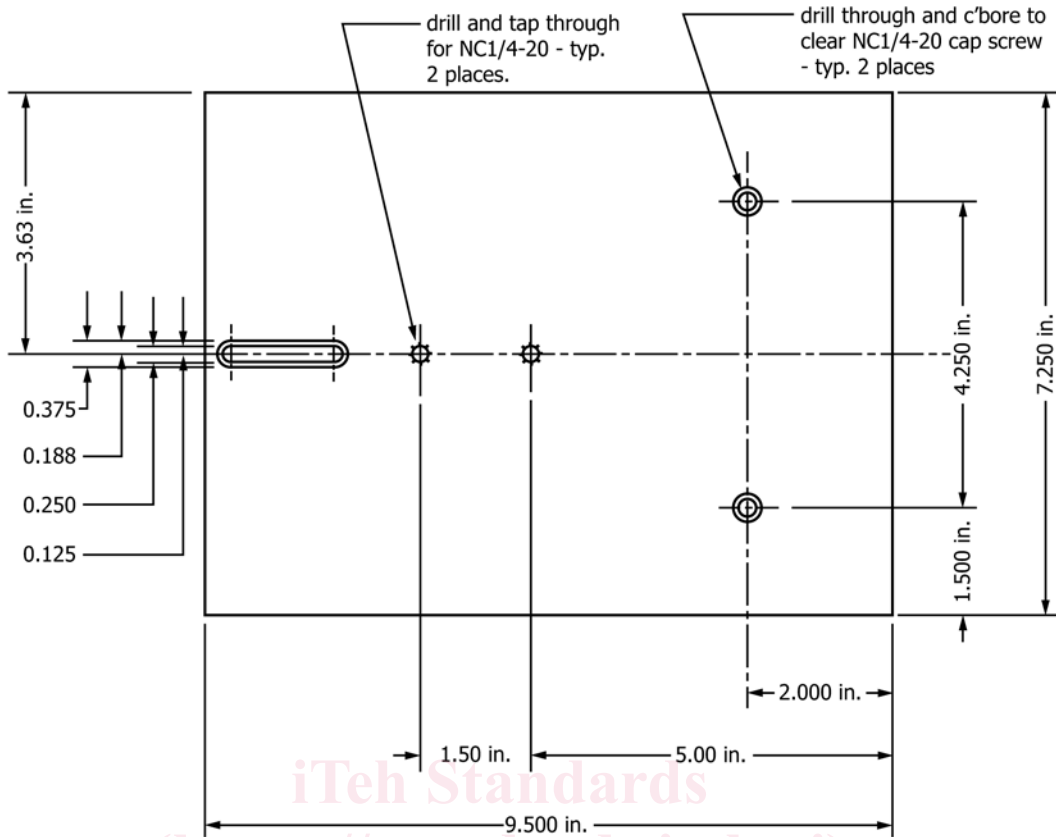 drill and tap through
for NC1/4-20 - typ.
2 places.
drill through and c'bore to
clear NC1/4-20 cap screw
- typ. 2 places
3.63 in.
0.375
0.188
0.250
0.125
4.250 in.
7.250 in.
1.500 in.
2.000 in.
1.50 in.
5.00 in.
iTeh Standards
9.500 in.